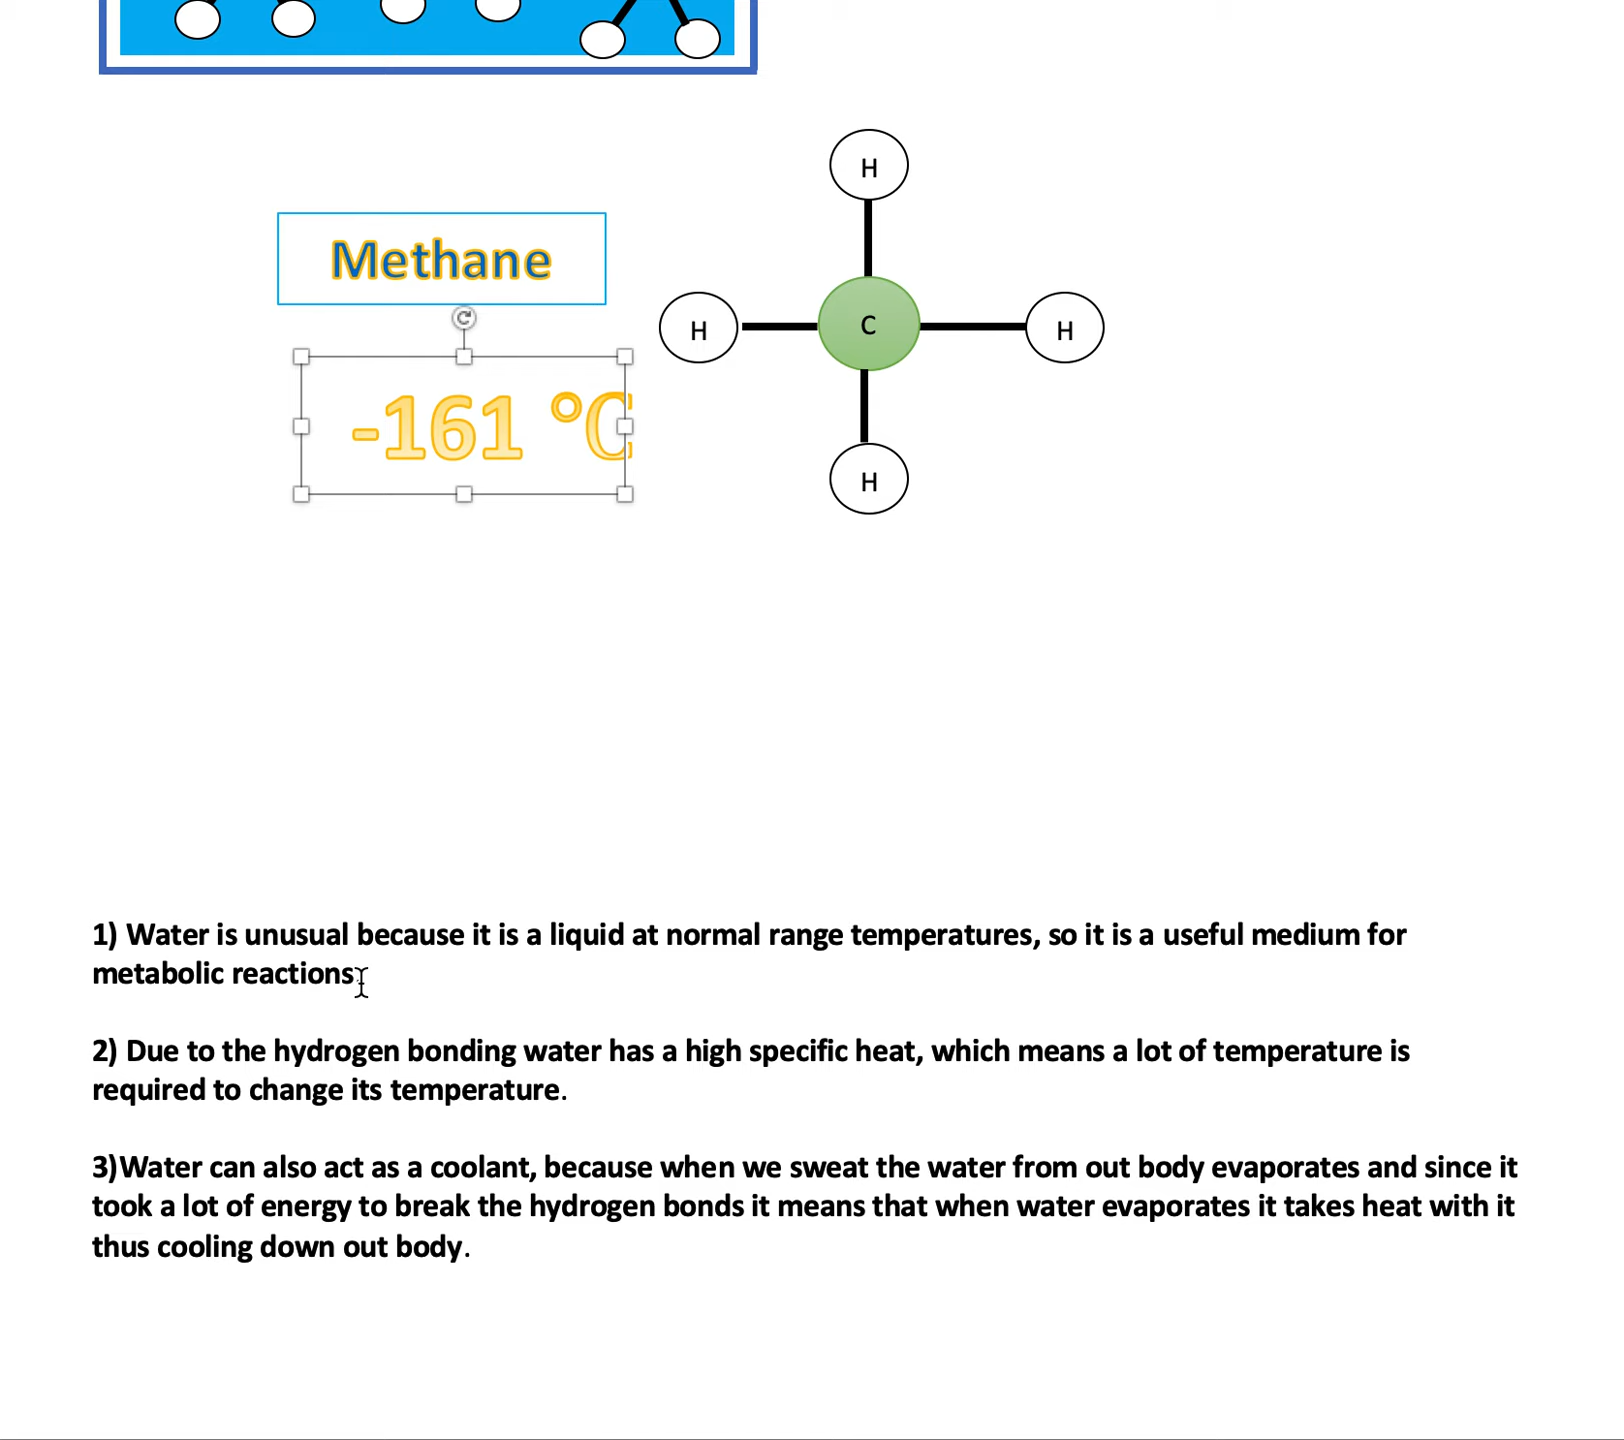 H
Methane
H
C
H
-161 °C
H
1) Water is unusual because it is a liquid at normal range temperatures, so it is a useful medium for
metabolic reactions
2) Due to the hydrogen bonding water has a high specific heat, which means a lot of temperature is
required to change its temperature.
3)Water can also act as a coolant, because when we sweat the water from out body evaporates and since it
took a lot of energy to break the hydrogen bonds it means that when water evaporates it takes heat with it
thus cooling down out body.